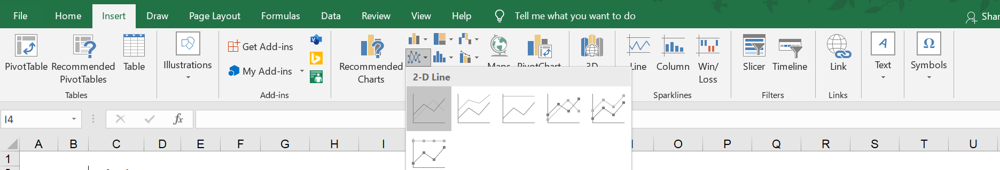 File Home Insert Draw Page Layout Formulas Data Review View Help Tell me what you want to do
PivotTable
Recommended
PivotTables
Table
Tables
Illustrations
Get Add-ins
My Add-ins
Add-ins
Recommended
Charts
Maps
PivotChart
3D
2-D Line
Line
Column
Win/
Loss
Sparklines
Slicer
Timeline
Filters
Link
Links
Text
Symbols
I4
fx
A B C D E F G H I O P Q R S T U
1